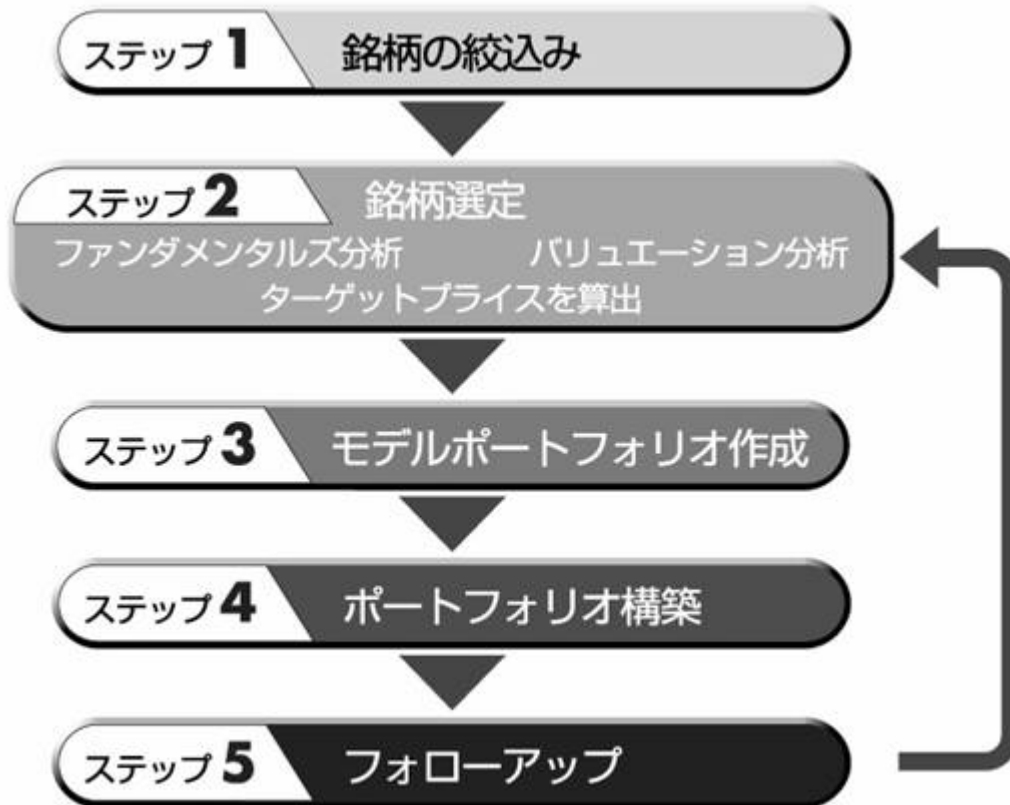 ステップ 1 銘柄の絞込み
ステップ 2 銘柄選定
ファンダメンタルズ分析 バリュエーション分析
ターゲットプライスを算出
ステップ 3 モデルポートフォリオ作成
ステップ 4 ポートフォリオ構築
ステップ 5 フォローアップ